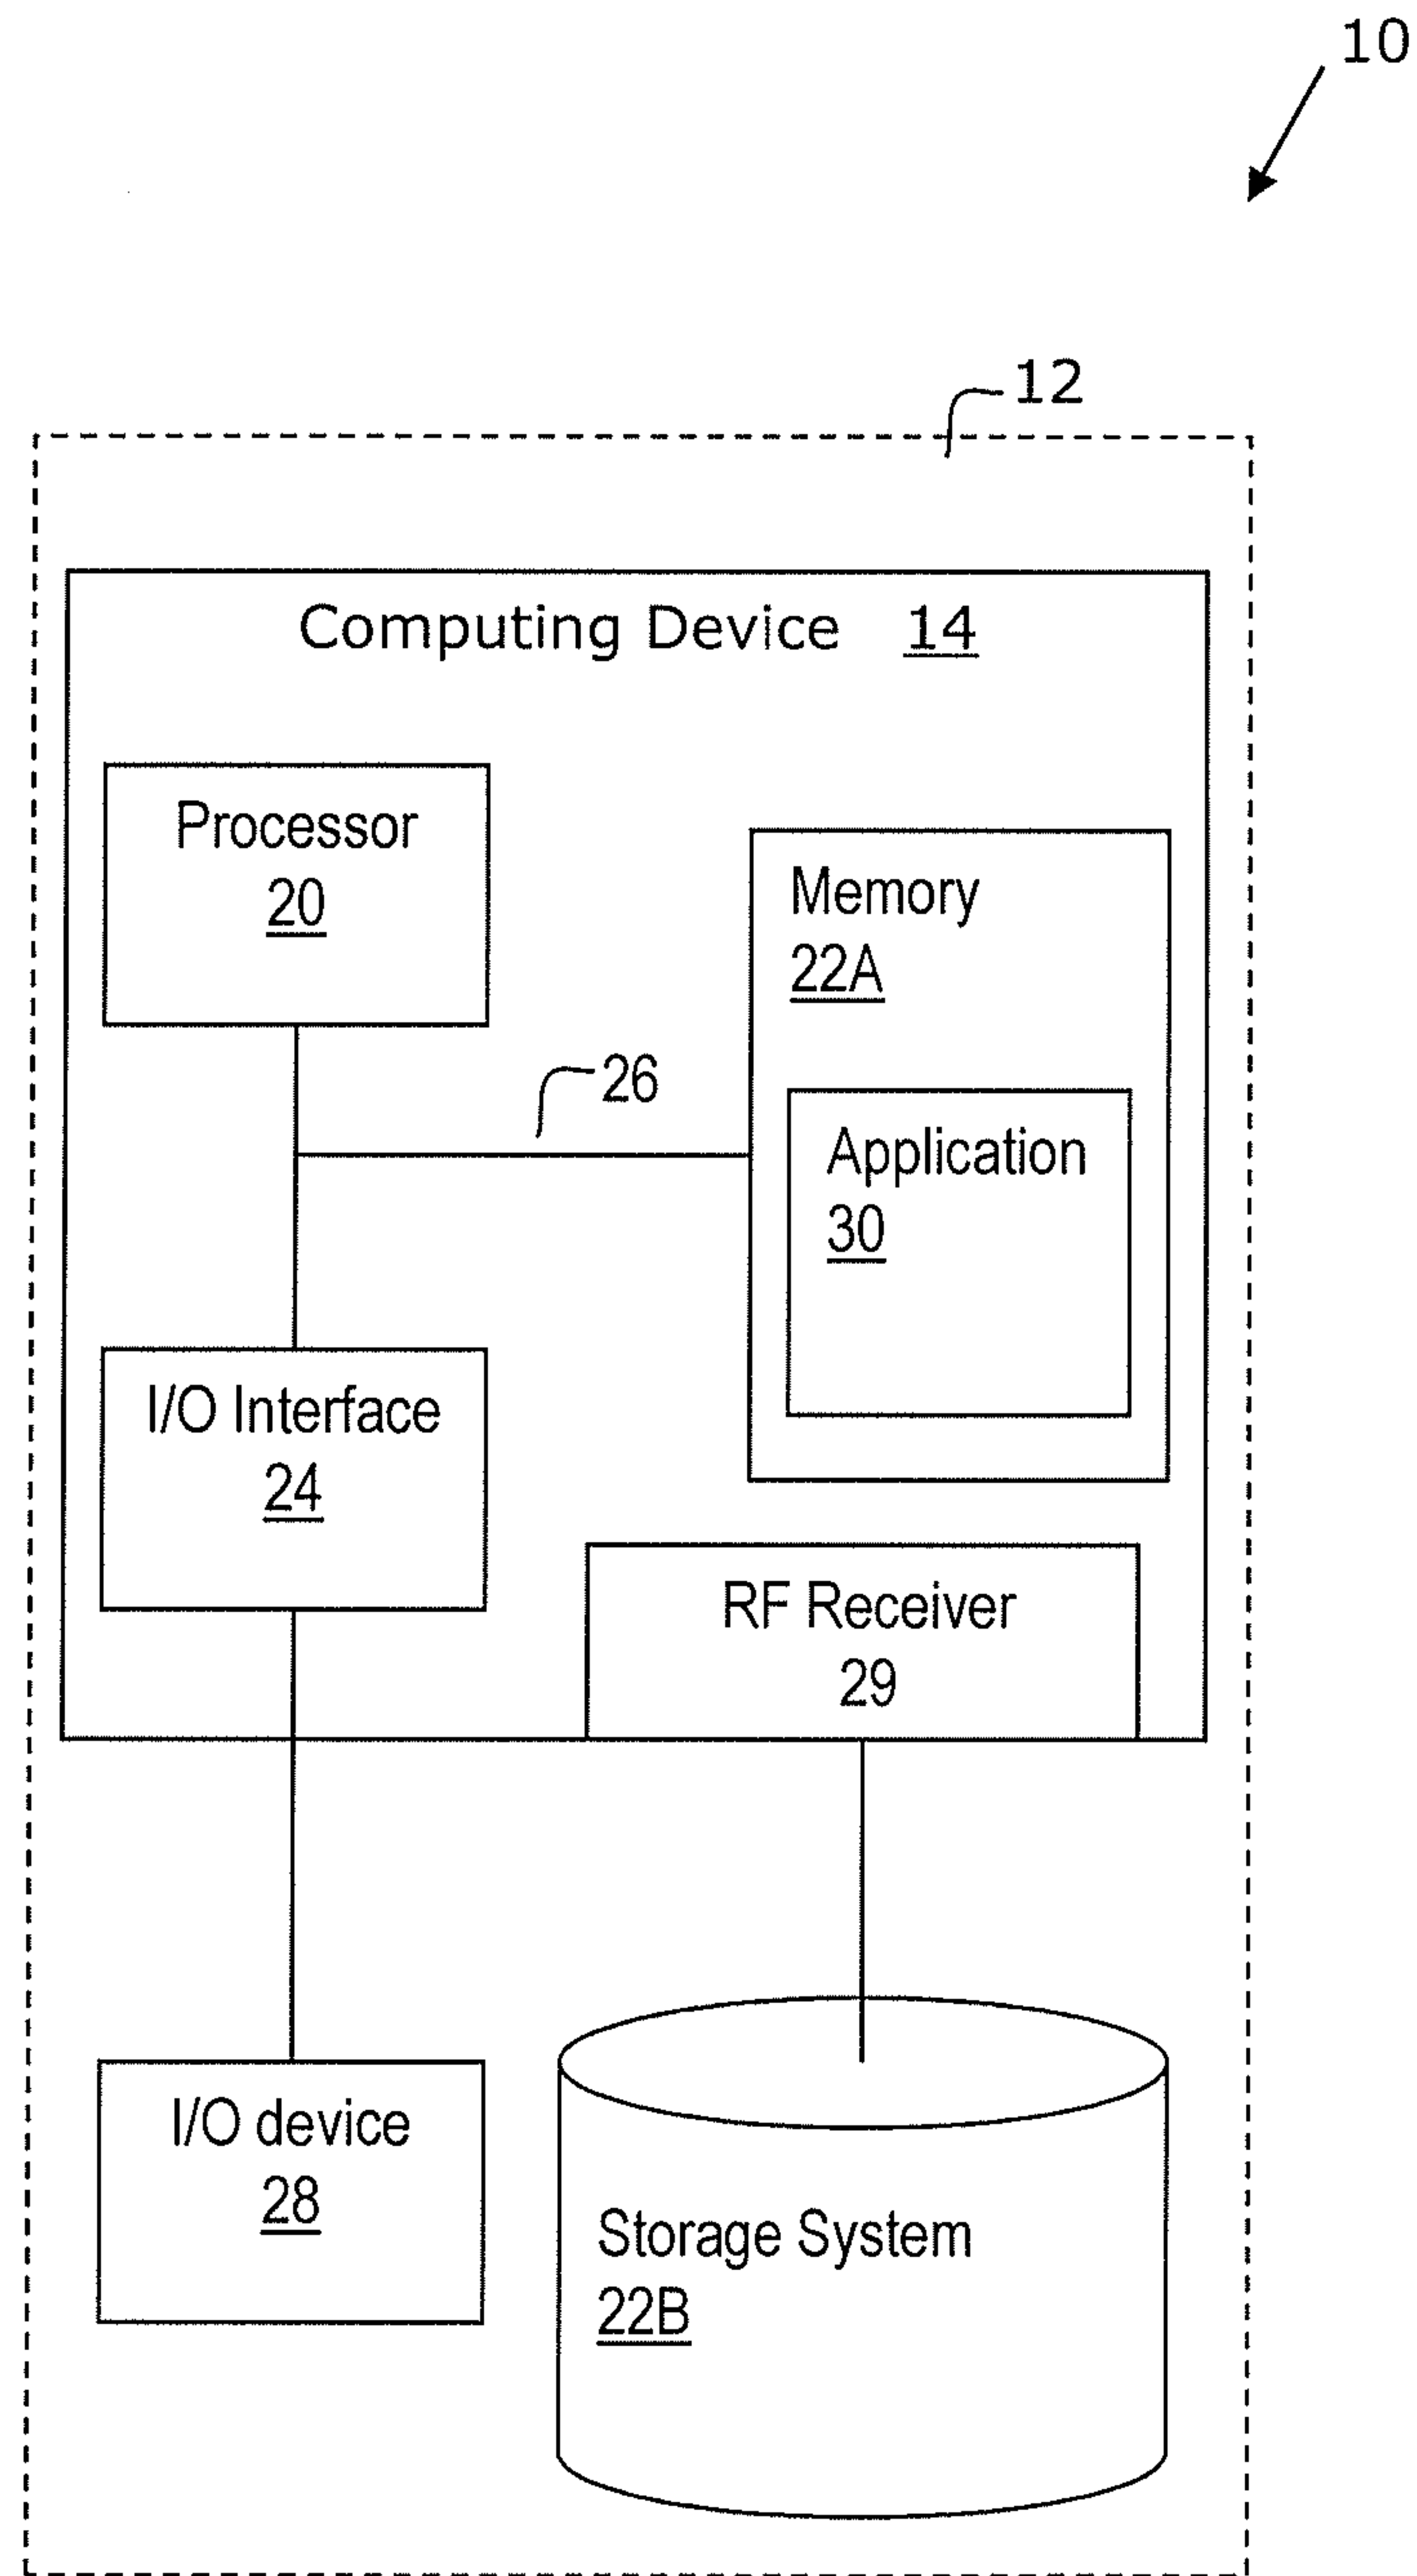 10
12
Computing Device 14
Processor
20
Memory
22A
26
Application
30
I/O Interface
24
RF Receiver
29
I/O device
28
Storage System
22B